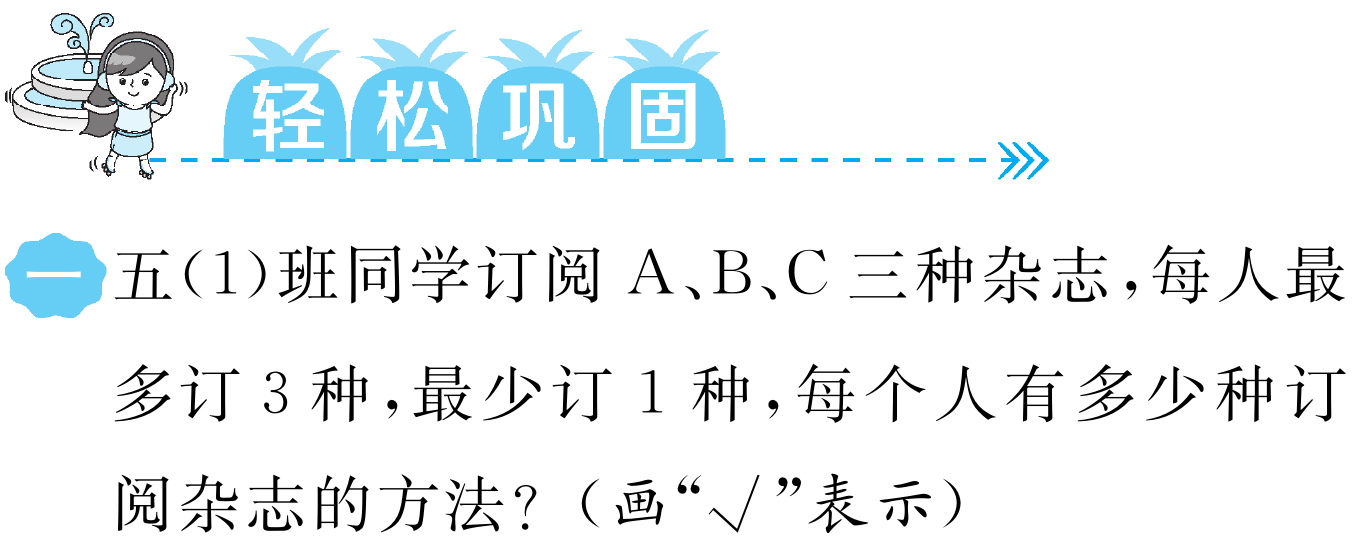 轻松巩固
一 五(1)班同学订阅 A、B、C 三种杂志,每人最
多订 3 种,最少订 1 种,每个人有多少种订
阅杂志的方法?(画“√”表示)